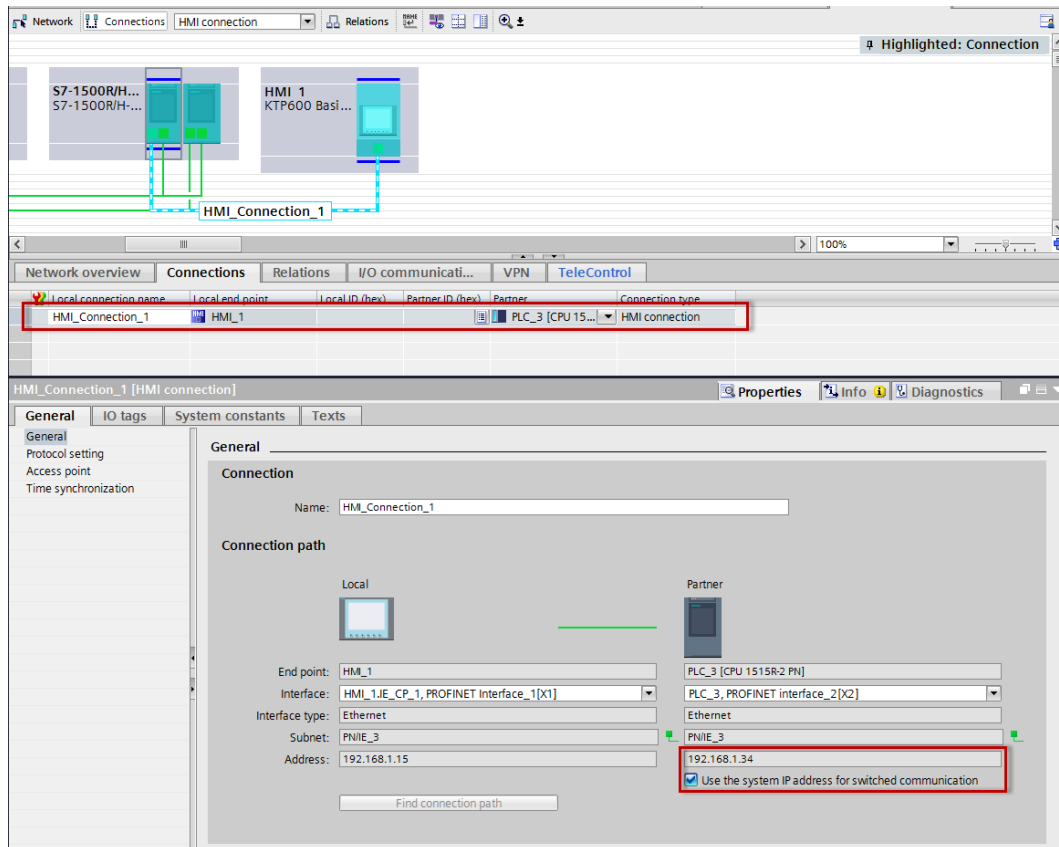 Network Connections HMI connection Relations 100%
Highlighted: Connection
S7-1500R/H...
S7-1500R/H-...
HMI 1
KTP600 Basi...
HMI_Connection_1
100%
Network overview Connections Relations I/O communicati... VPN TeleControl
Local connection name Local end point Local ID (hex) Partner ID (hex) Partner Connection type
HMI_Connection_1 HMI_1 PLC_3 [CPU 15... HMI connection
HMI_Connection_1 [HMI connection] Properties Info Diagnostics
General IO tags System constants Texts
General
Protocol setting
Access point
Time synchronization
General
Connection
Name: HMI_Connection_1
Connection path
Local Partner
End point: HMI_1 PLC_3 [CPU 1515R-2 PN]
Interface: HMI_1.IE_CP_1, PROFINET Interface_1[X1] PLC_3, PROFINET interface_2[X2]
Interface type: Ethernet Ethernet
Subnet: PN/IE_3 PN/IE_3
Address: 192.168.1.15 192.168.1.34
Use the system IP address for switched communication
Find connection path